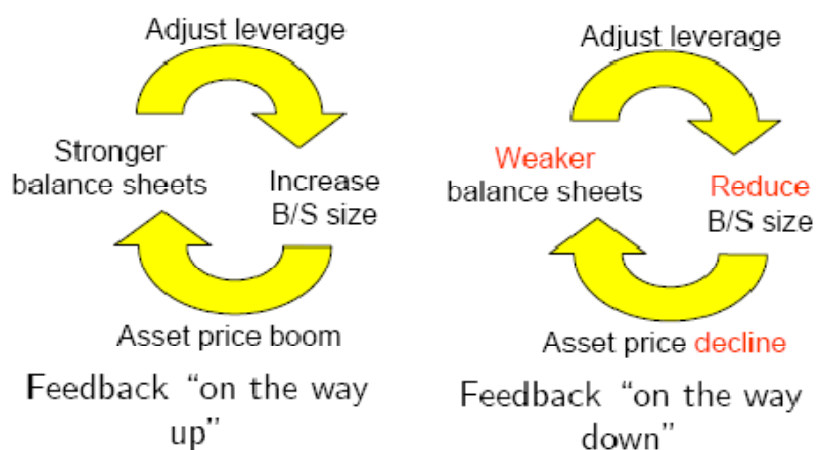 Adjust leverage
Stronger
balance sheets
Increase
B/S size
Asset price boom
Feedback “on the way
up”
Adjust leverage
Weaker
balance sheets
Reduce
B/S size
Asset price decline
Feedback “on the way
down”